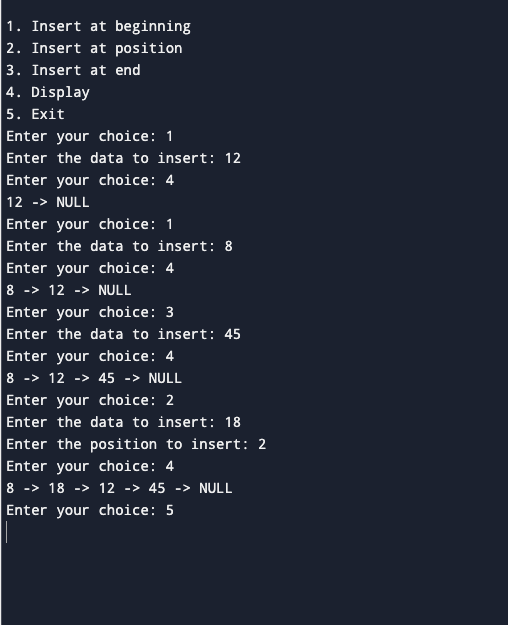 1. Insert at beginning
2. Insert at position
3. Insert at end
4. Display
5. Exit
Enter your choice: 1
Enter the data to insert: 12
Enter your choice: 4
12 -> NULL
Enter your choice: 1
Enter the data to insert: 8
Enter your choice: 4
8 -> 12 -> NULL
Enter your choice: 3
Enter the data to insert: 45
Enter your choice: 4
8 -> 12 -> 45 -> NULL
Enter your choice: 2
Enter the data to insert: 18
Enter the position to insert: 2
Enter your choice: 4
8 -> 18 -> 12 -> 45 -> NULL
Enter your choice: 5